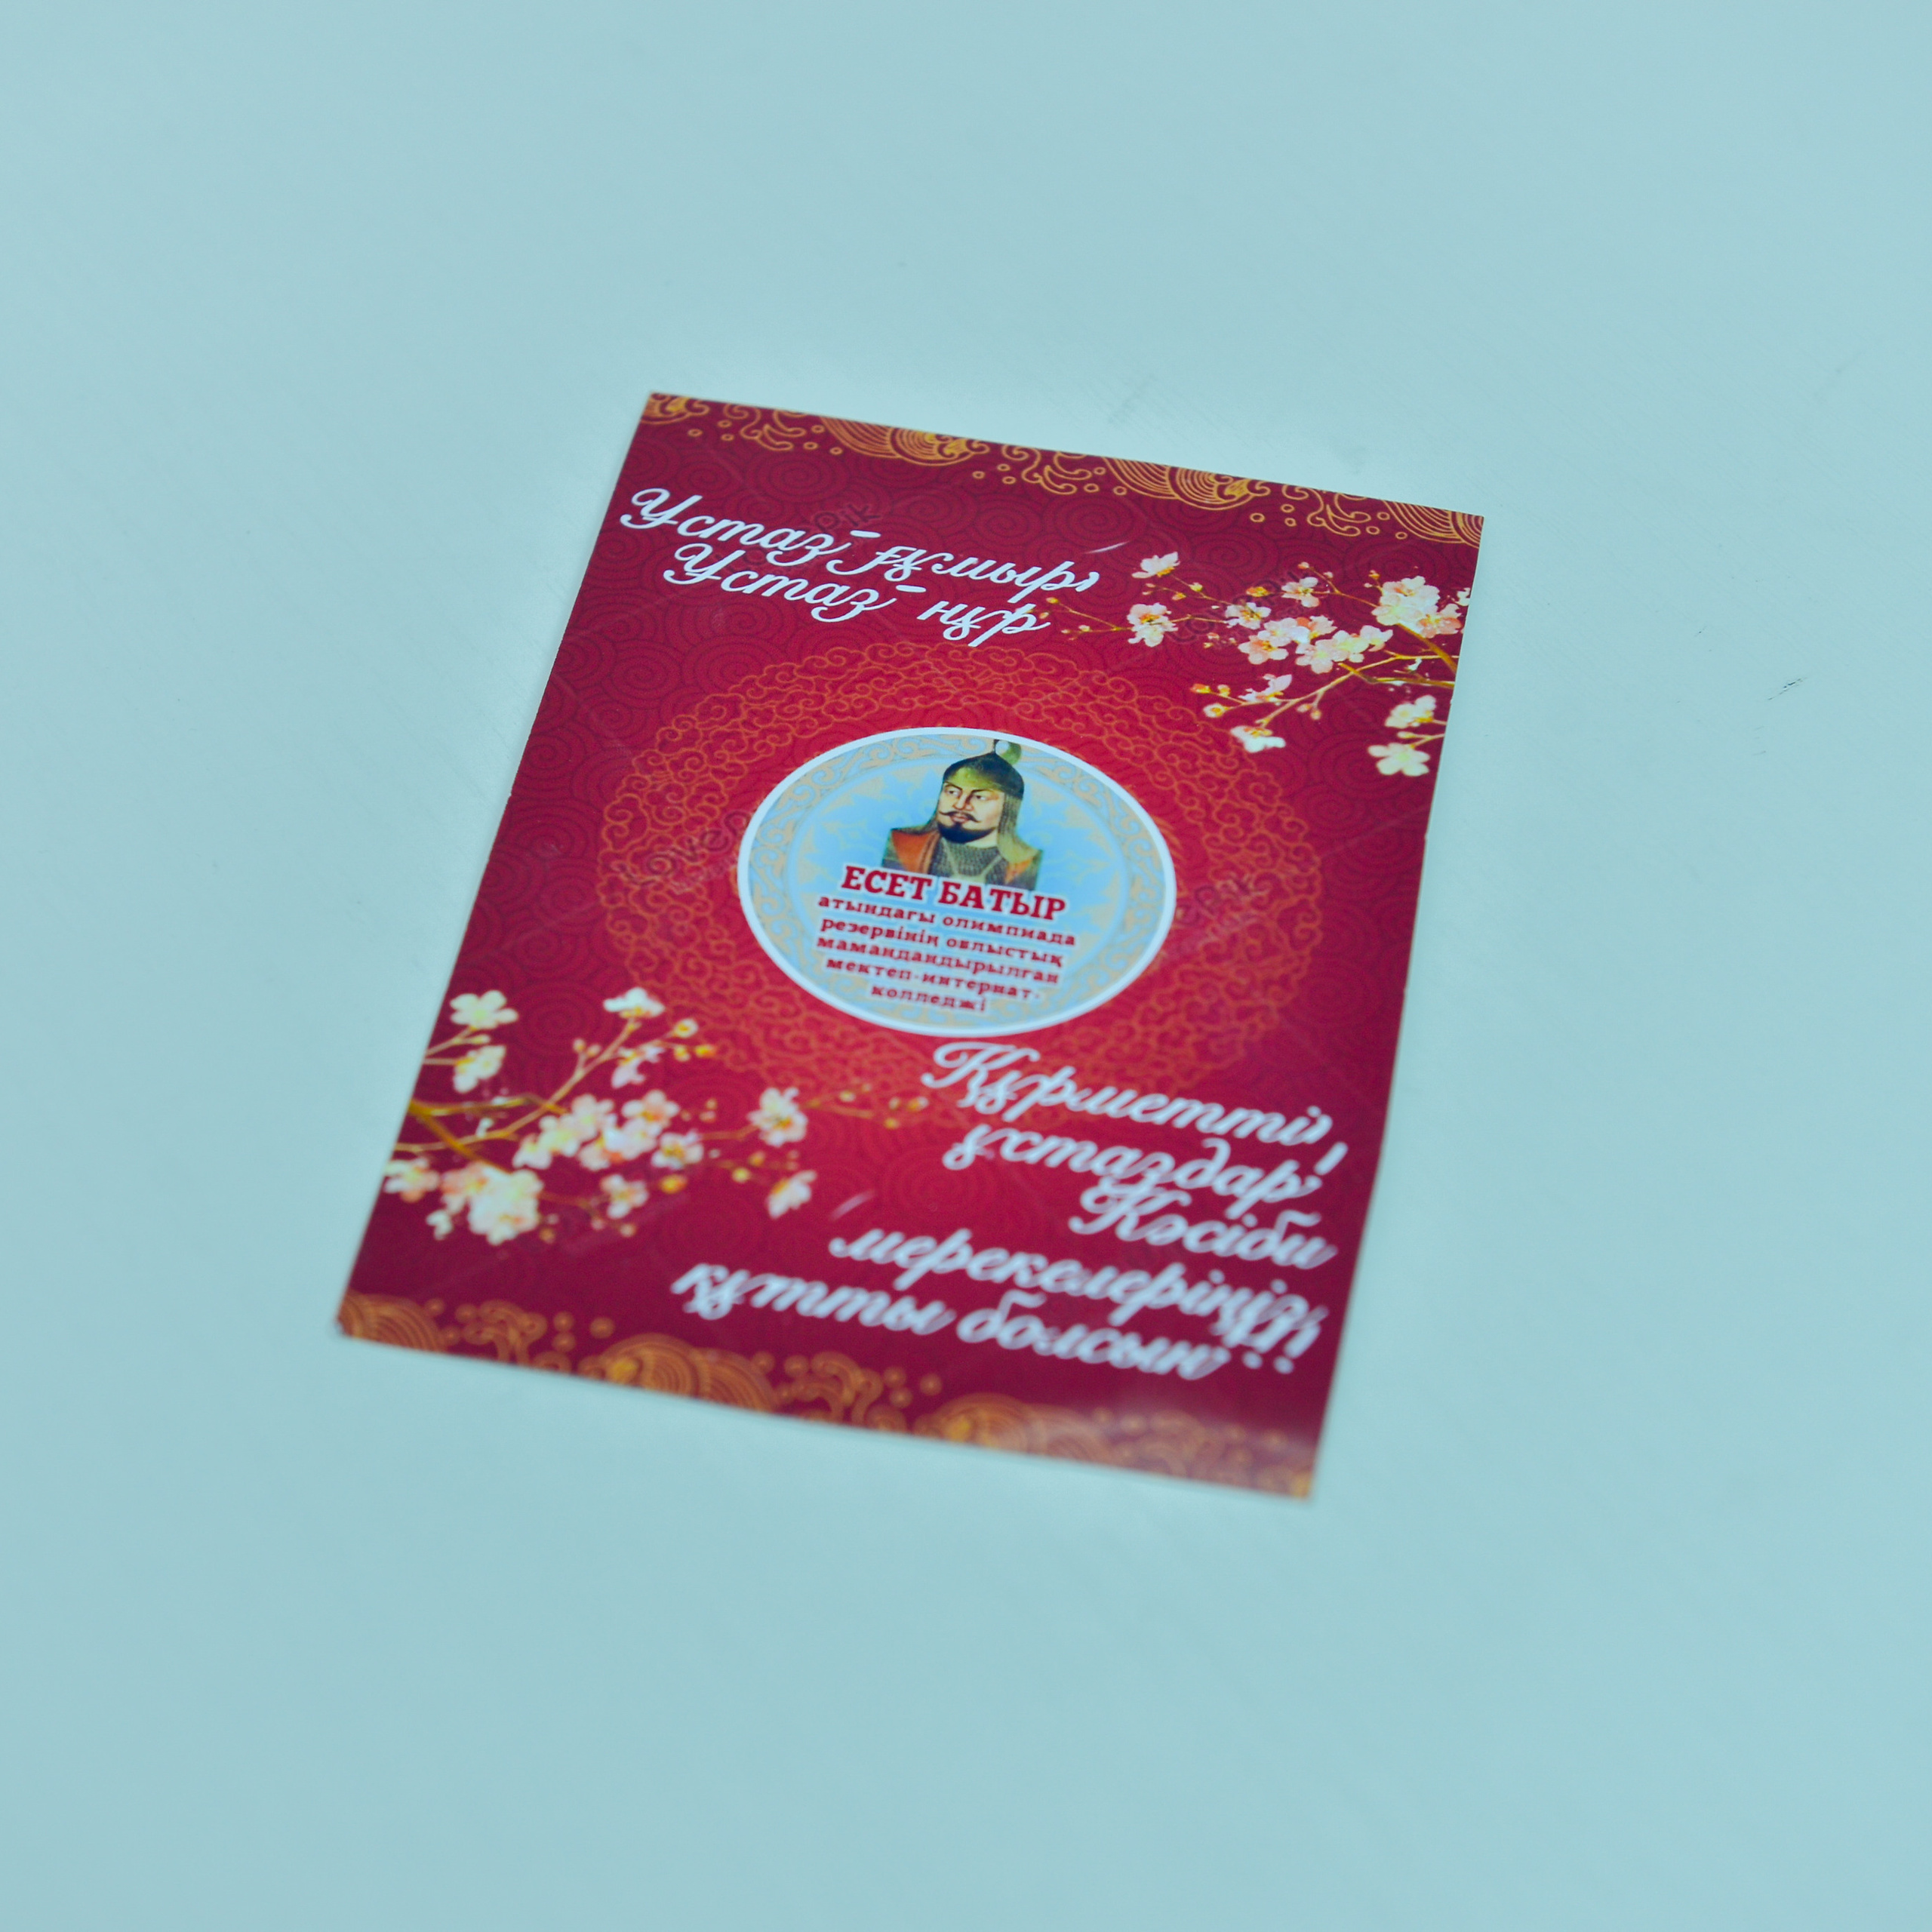 Ұстаз-ғұмыр,
Ұстаз-нұр
ЕСЕТ БАТЫР
атындағы олимпиада
резервінің облыстық
мамандандырылған
мектеп-интернат-
колледжі
Құрметті
ұстаздар!
Кәсіби
мерекелеріңіз
құтты болсын!!